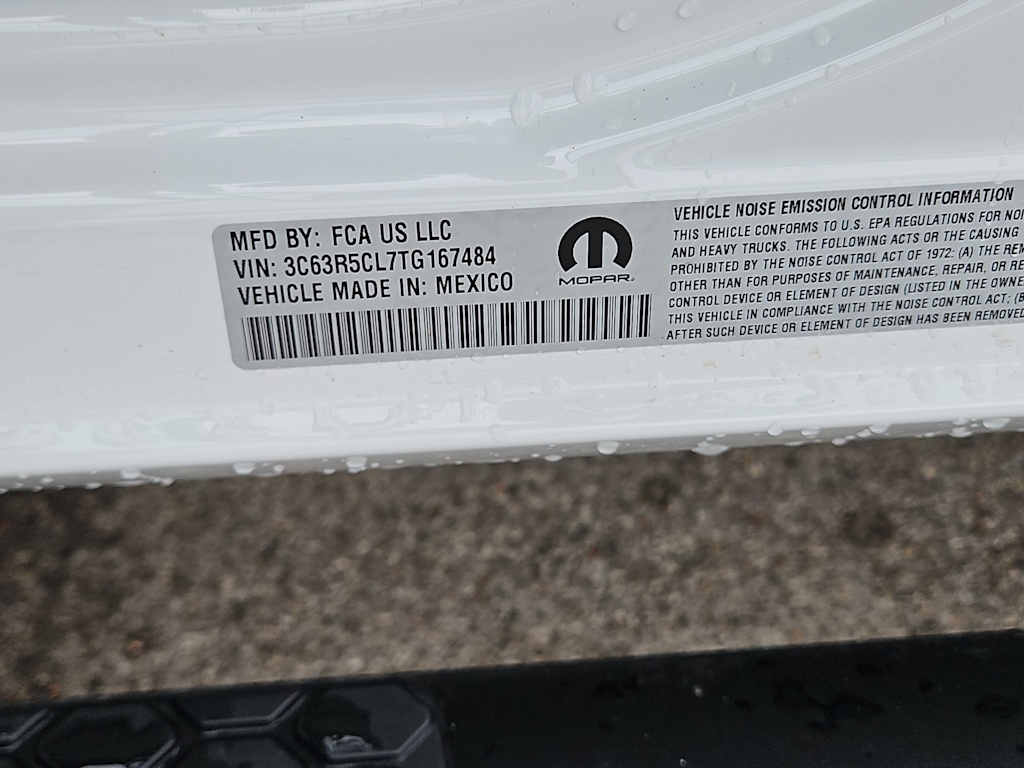 MFD BY: FCA US LLC
VIN: 3C63R5CL7TG167484
VEHICLE MADE IN: MEXICO
MOPAR
VEHICLE NOISE EMISSION CONTROL INFORMATION
THIS VEHICLE CONFORMS TO U.S. EPA REGULATIONS FOR
AND HEAVY TRUCKS. THE FOLLOWING ACTS OR THE CAUSING
PROHIBITED BY THE NOISE CONTROL ACT OF 1972: (A) THE
OTHER THAN FOR PURPOSES OF MAINTENANCE, REPAIR, OR
CONTROL DEVICE OR ELEMENT OF DESIGN (LISTED IN THE
THIS VEHICLE IN COMPLIANCE WITH THE NOISE CONTROL ACT; (B
AFTER SUCH DEVICE OR ELEMENT OF DESIGN HAS BEEN REMOVED